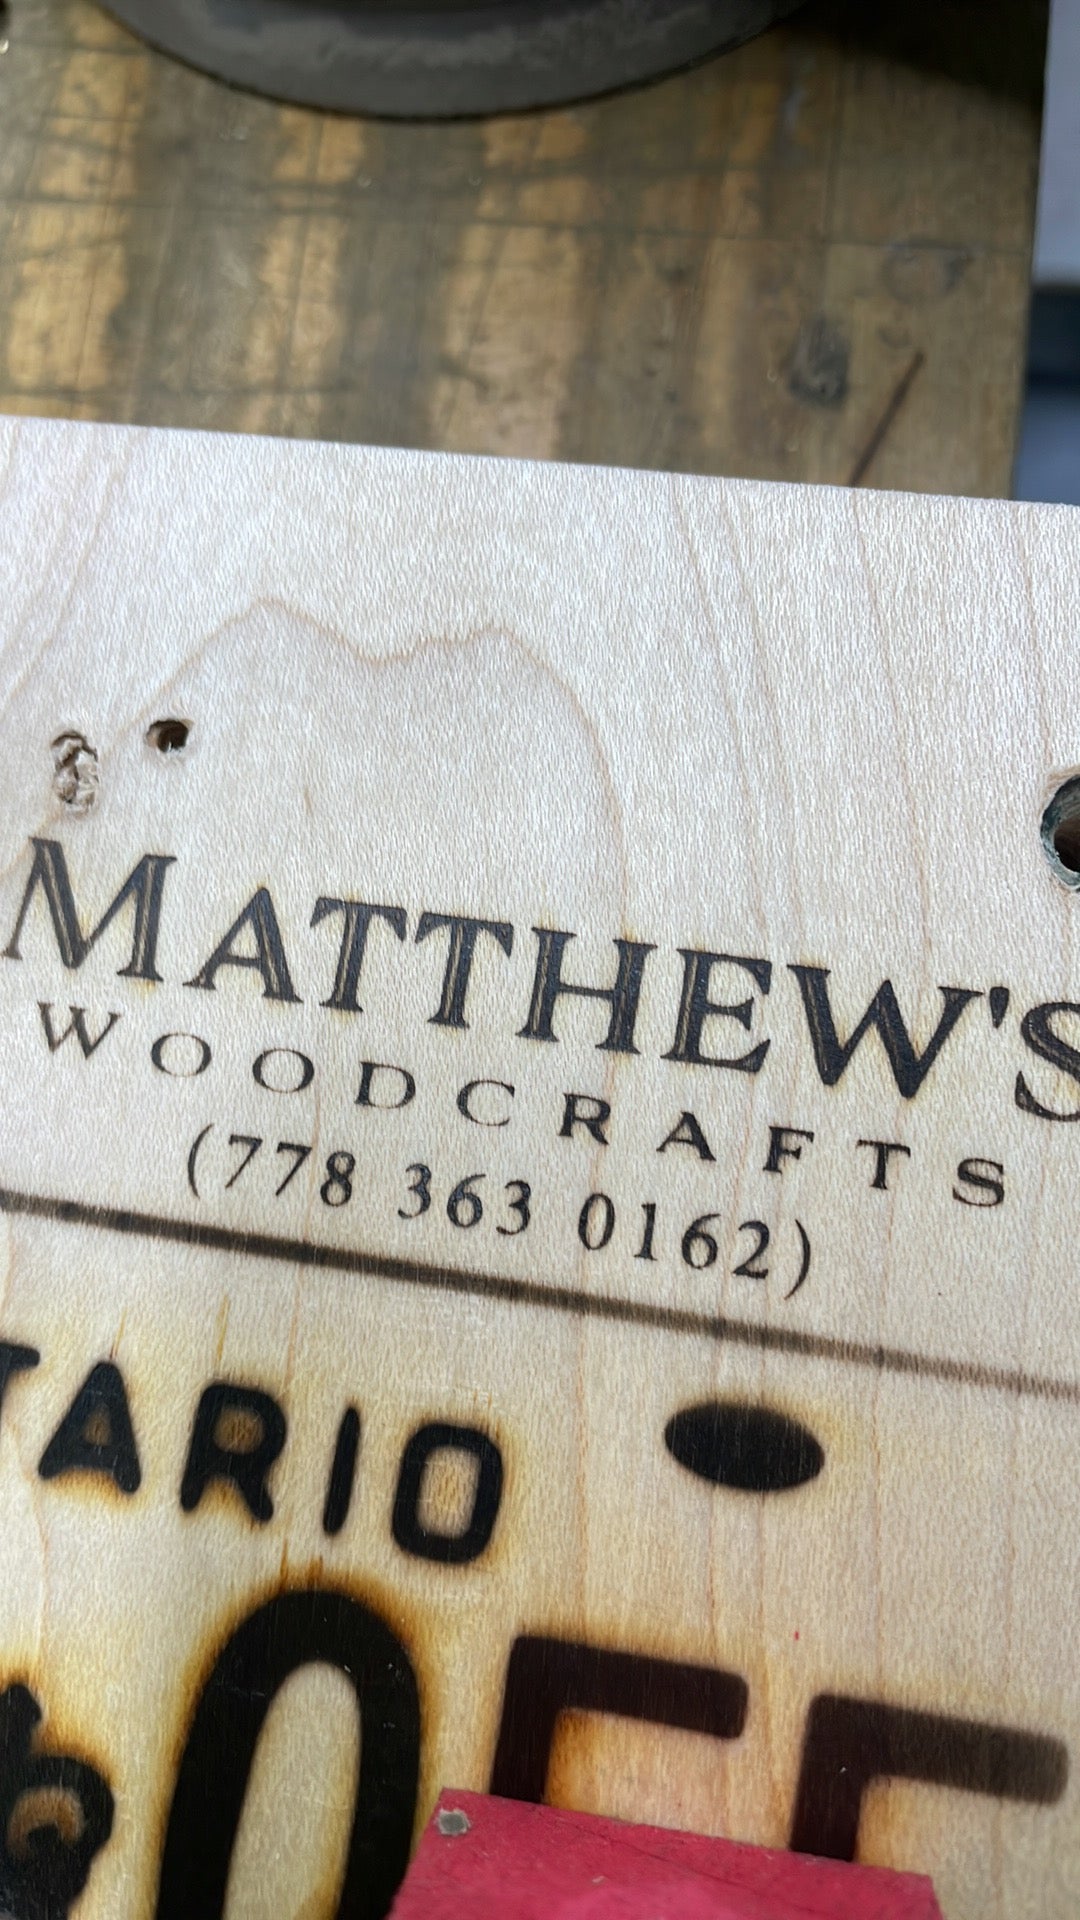 MATTHEW'S
WOODCRAFTS
(778 363 0162)
TARIO